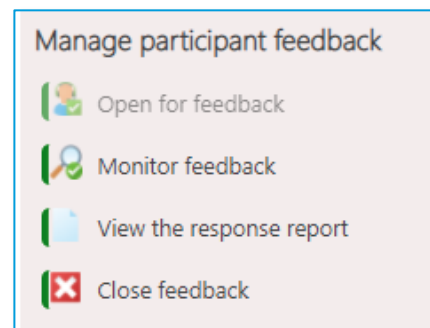 Manage participant feedback
Open for feedback
Monitor feedback
View the response report
Close feedback